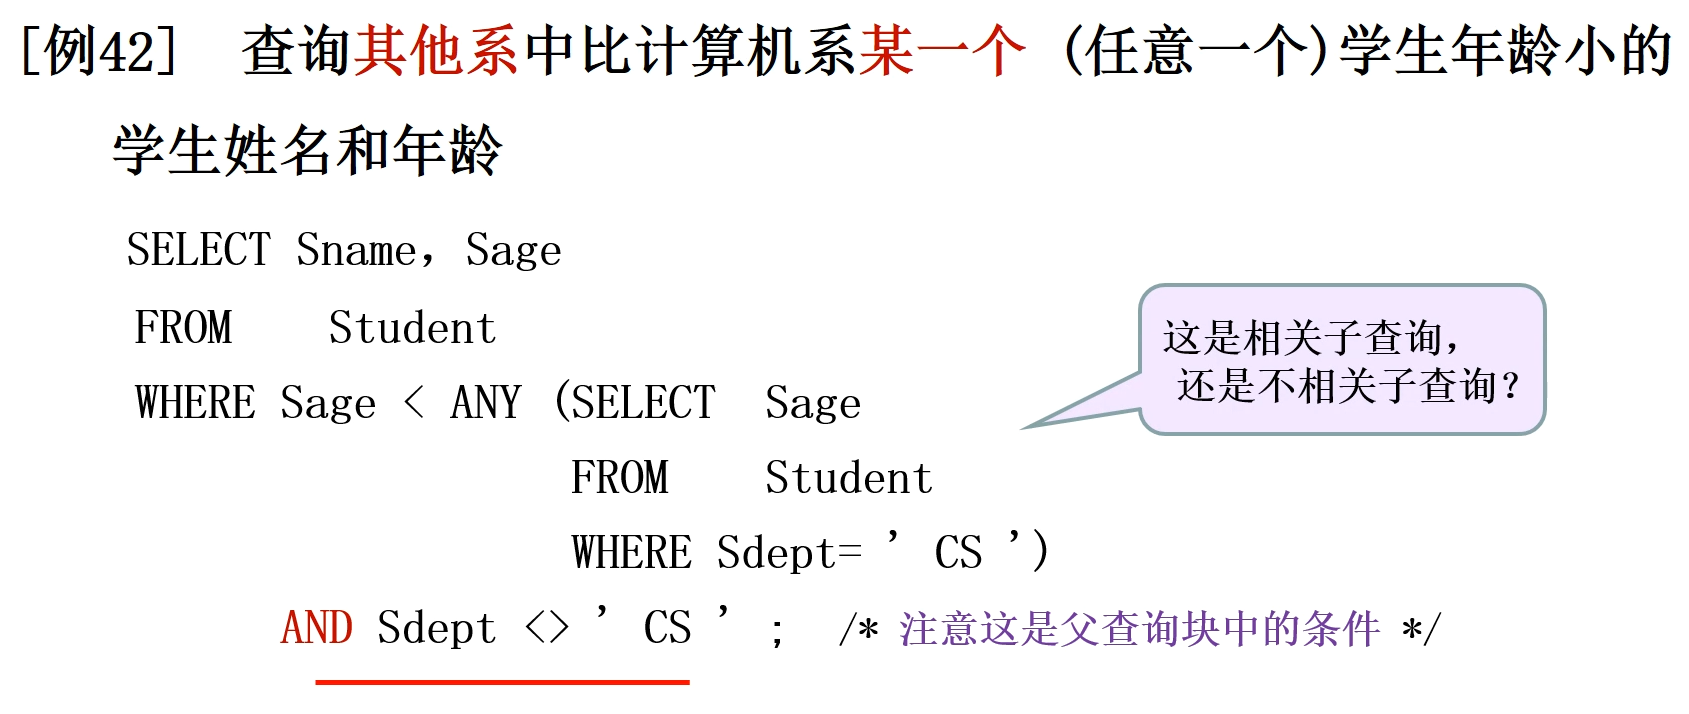 [例42] 查询其他系中比计算机系某一个 (任意一个)学生年龄小的
学生姓名和年龄
SELECT Sname, Sage
FROM Student
WHERE Sage < ANY (SELECT Sage
FROM Student
WHERE Sdept= ’ CS ’)
AND Sdept <> ’ CS ’ ; /* 注意这是父查询块中的条件 */
这是相关子查询，
还是不相关子查询？